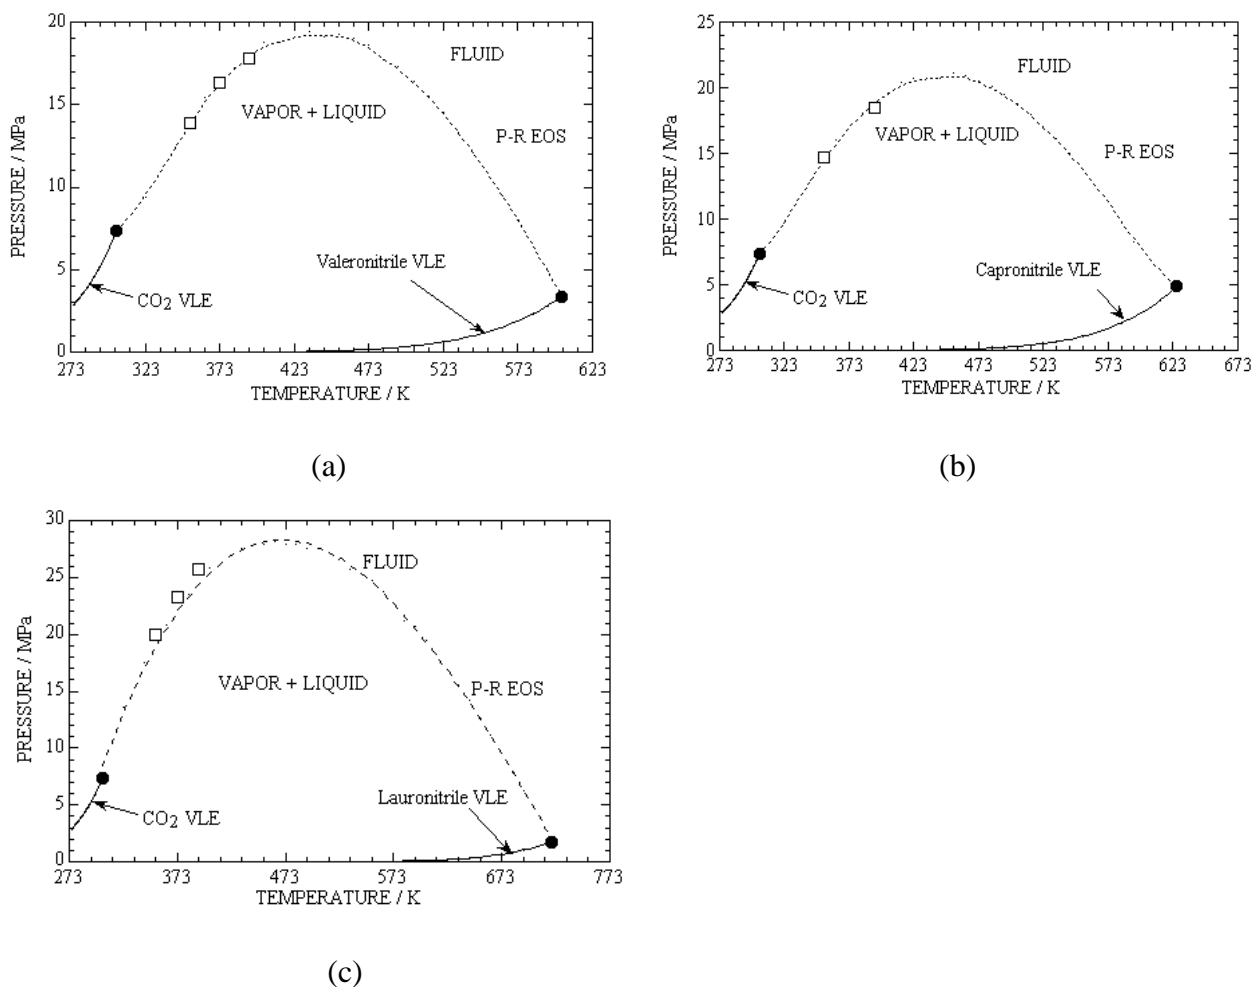 20
15
10
5
0
PRESSURE / MPa
FLUID
VAPOR + LIQUID
P-R EOS
Valeronitrile VLE
CO2 VLE
273 323 373 423 473 523 573 623
TEMPERATURE / K
(a)
25
20
15
10
5
0
PRESSURE / MPa
FLUID
VAPOR + LIQUID
P-R EOS
Capronitrile VLE
CO2 VLE
273 323 373 423 473 523 573 623 673
TEMPERATURE / K
(b)
30
25
20
15
10
5
0
PRESSURE / MPa
FLUID
VAPOR + LIQUID
P-R EOS
Lauronitrile VLE
CO2 VLE
273 373 473 573 673 773
TEMPERATURE / K
(c)